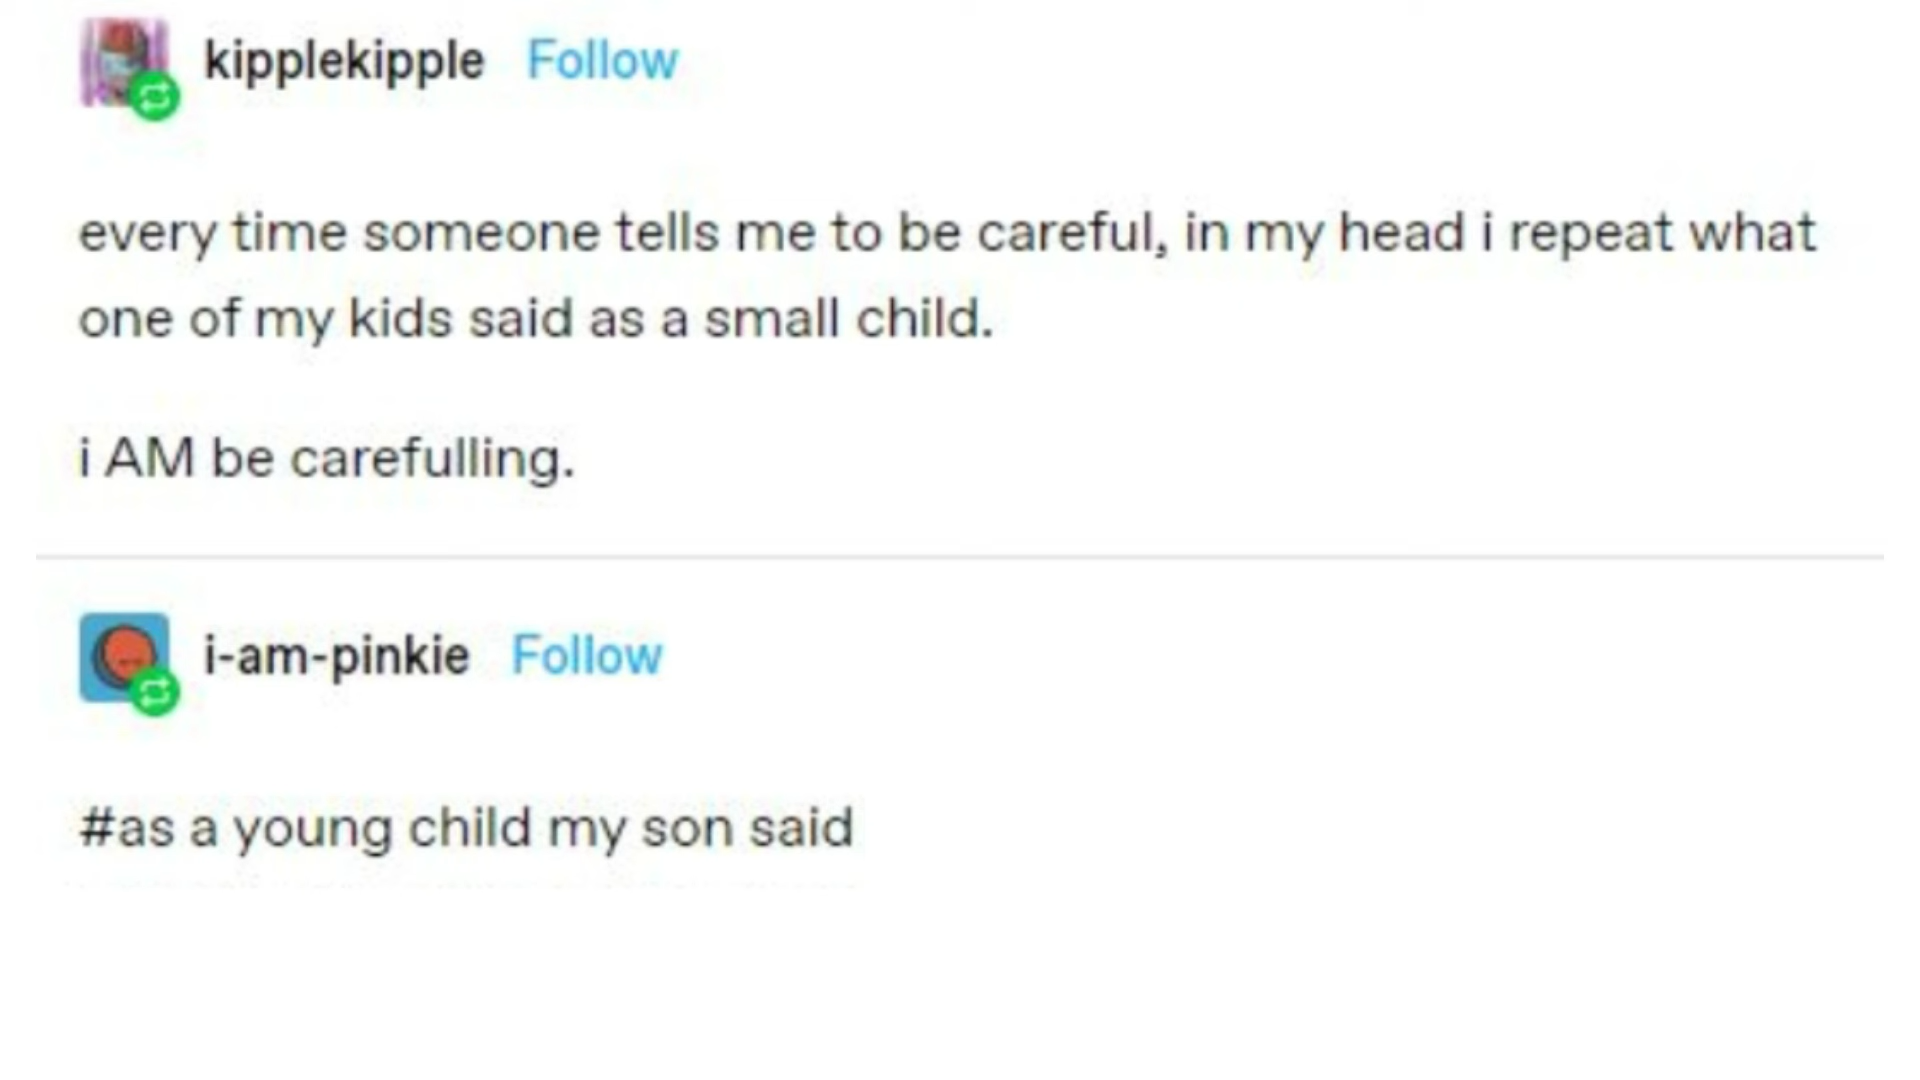 kipplekipple Follow
every time someone tells me to be careful, in my head i repeat what
one of my kids said as a small child.
i AM be carefulling.
i-am-pinkie Follow
#as a young child my son said